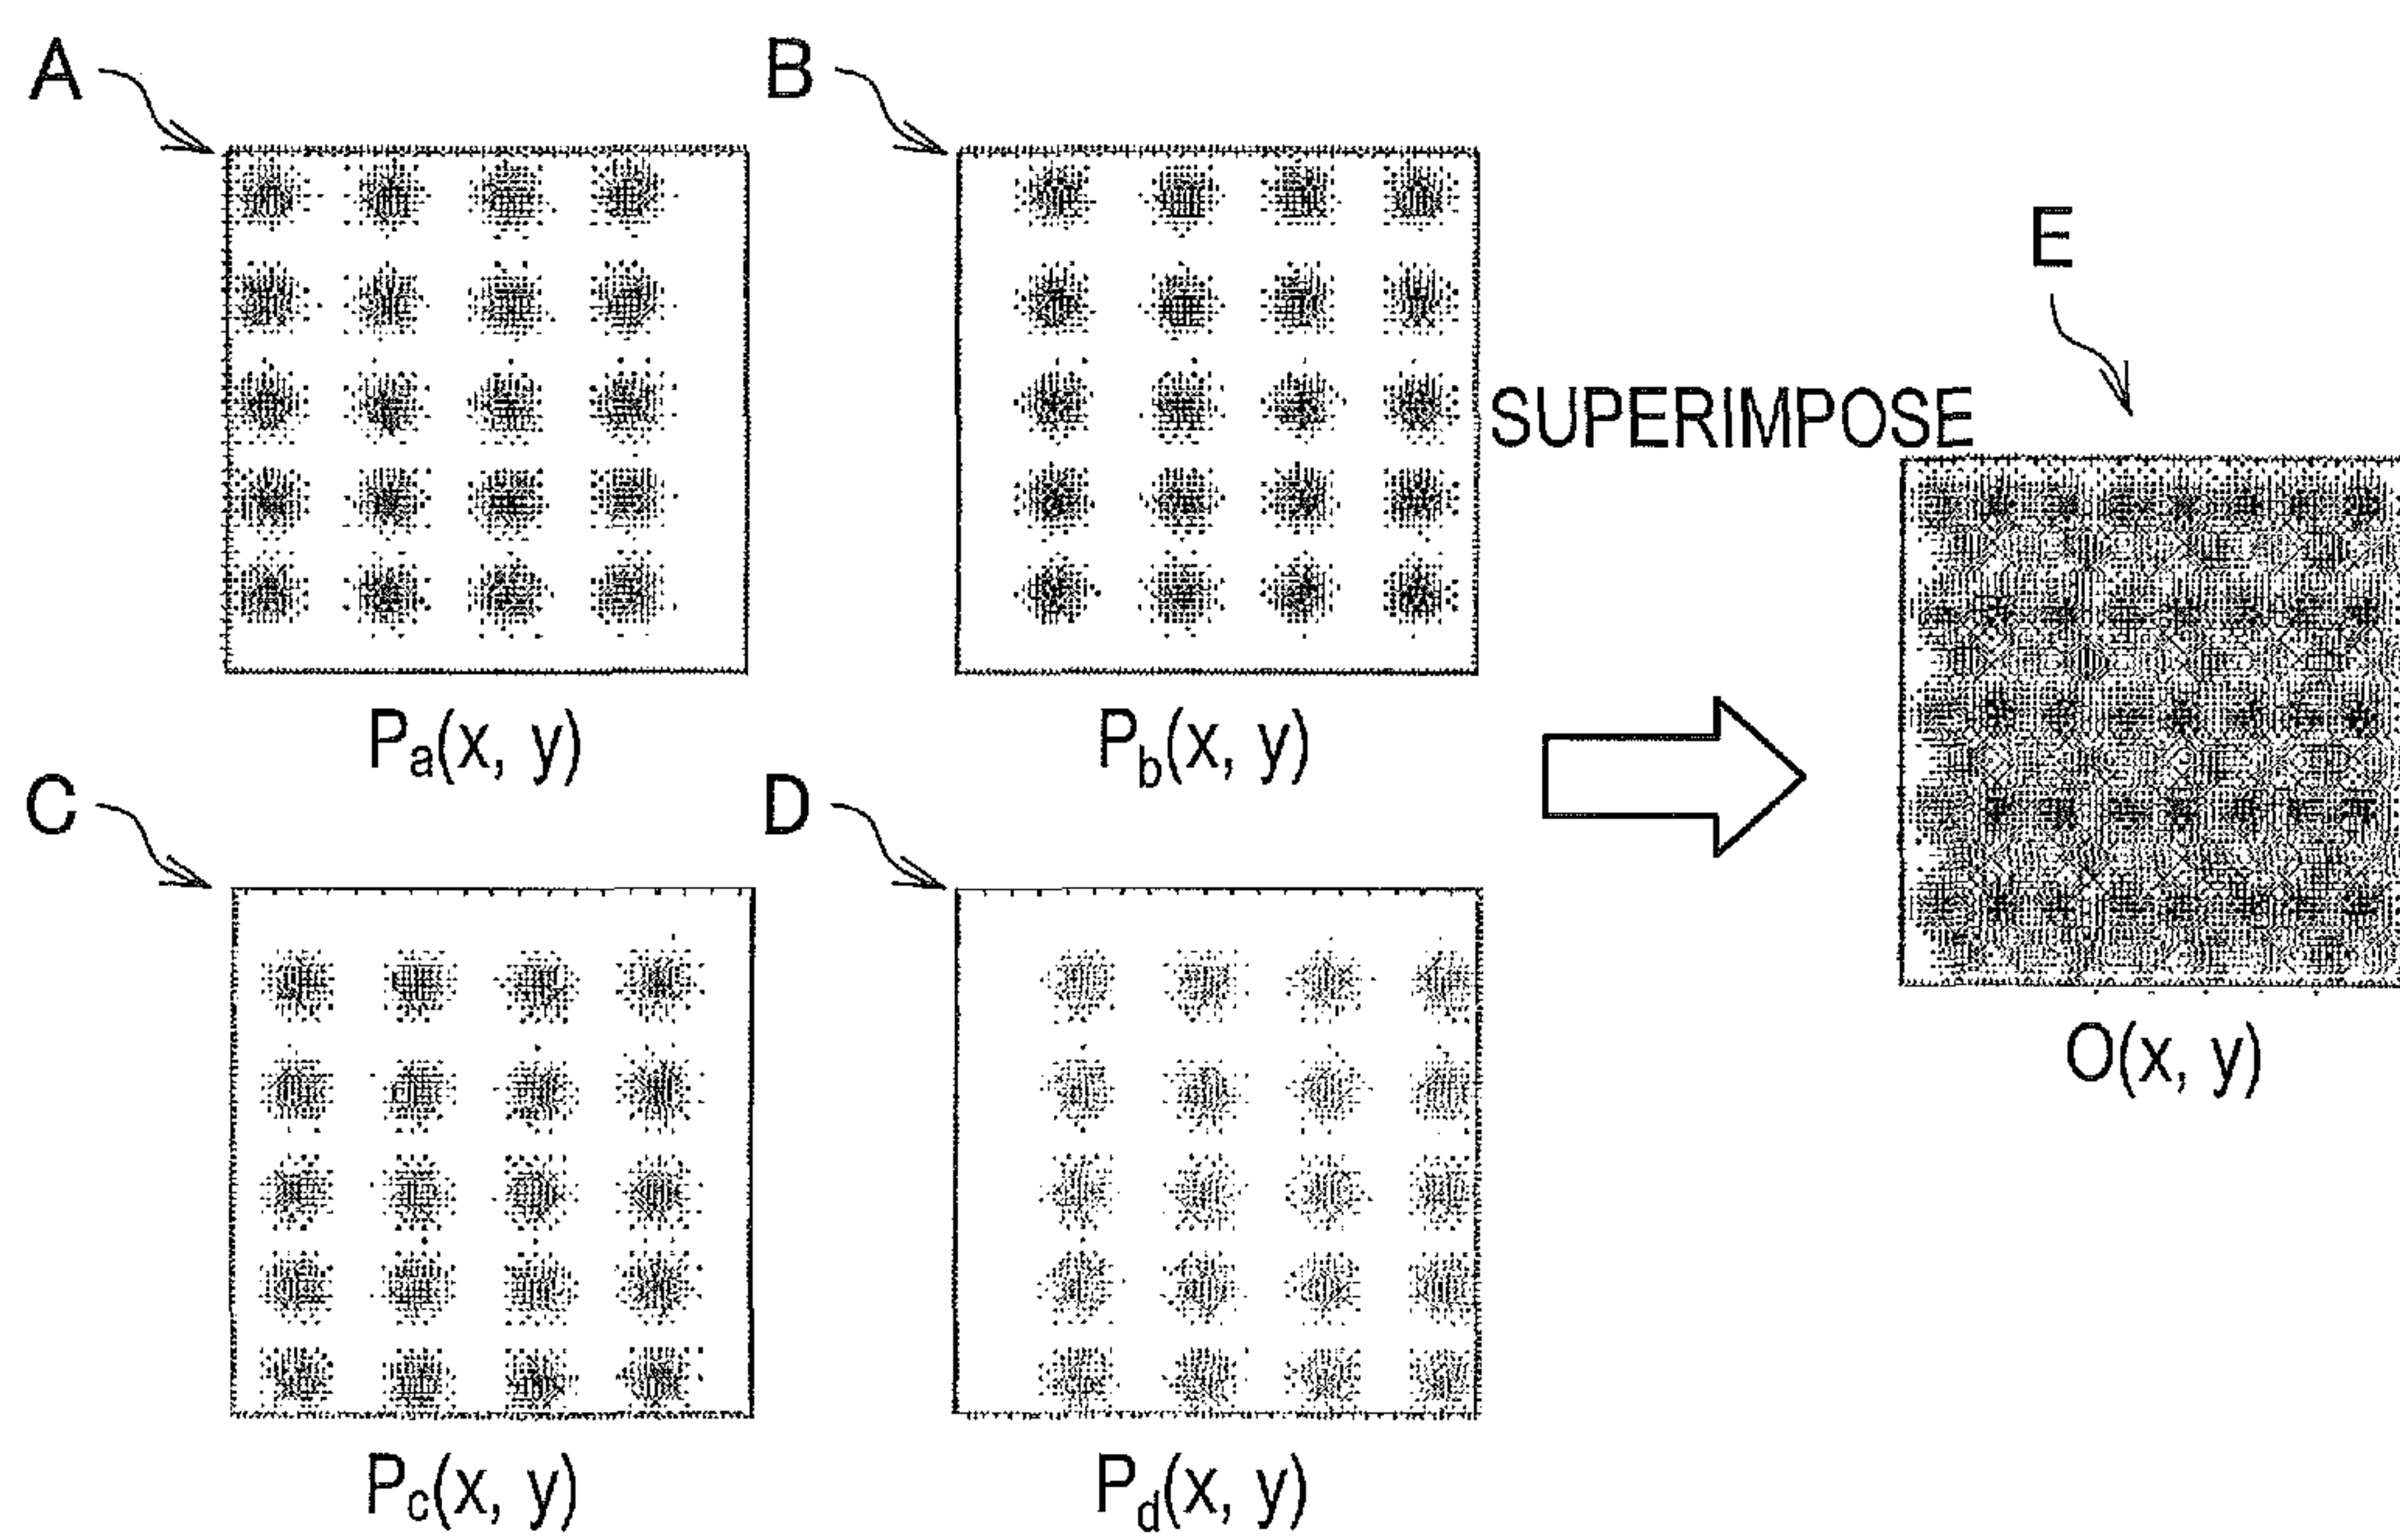 A
B
E
SUPERIMPOSE
Pa(x, y)
Pb(x, y)
C
D
O(x, y)
Pc(x, y)
Pd(x, y)